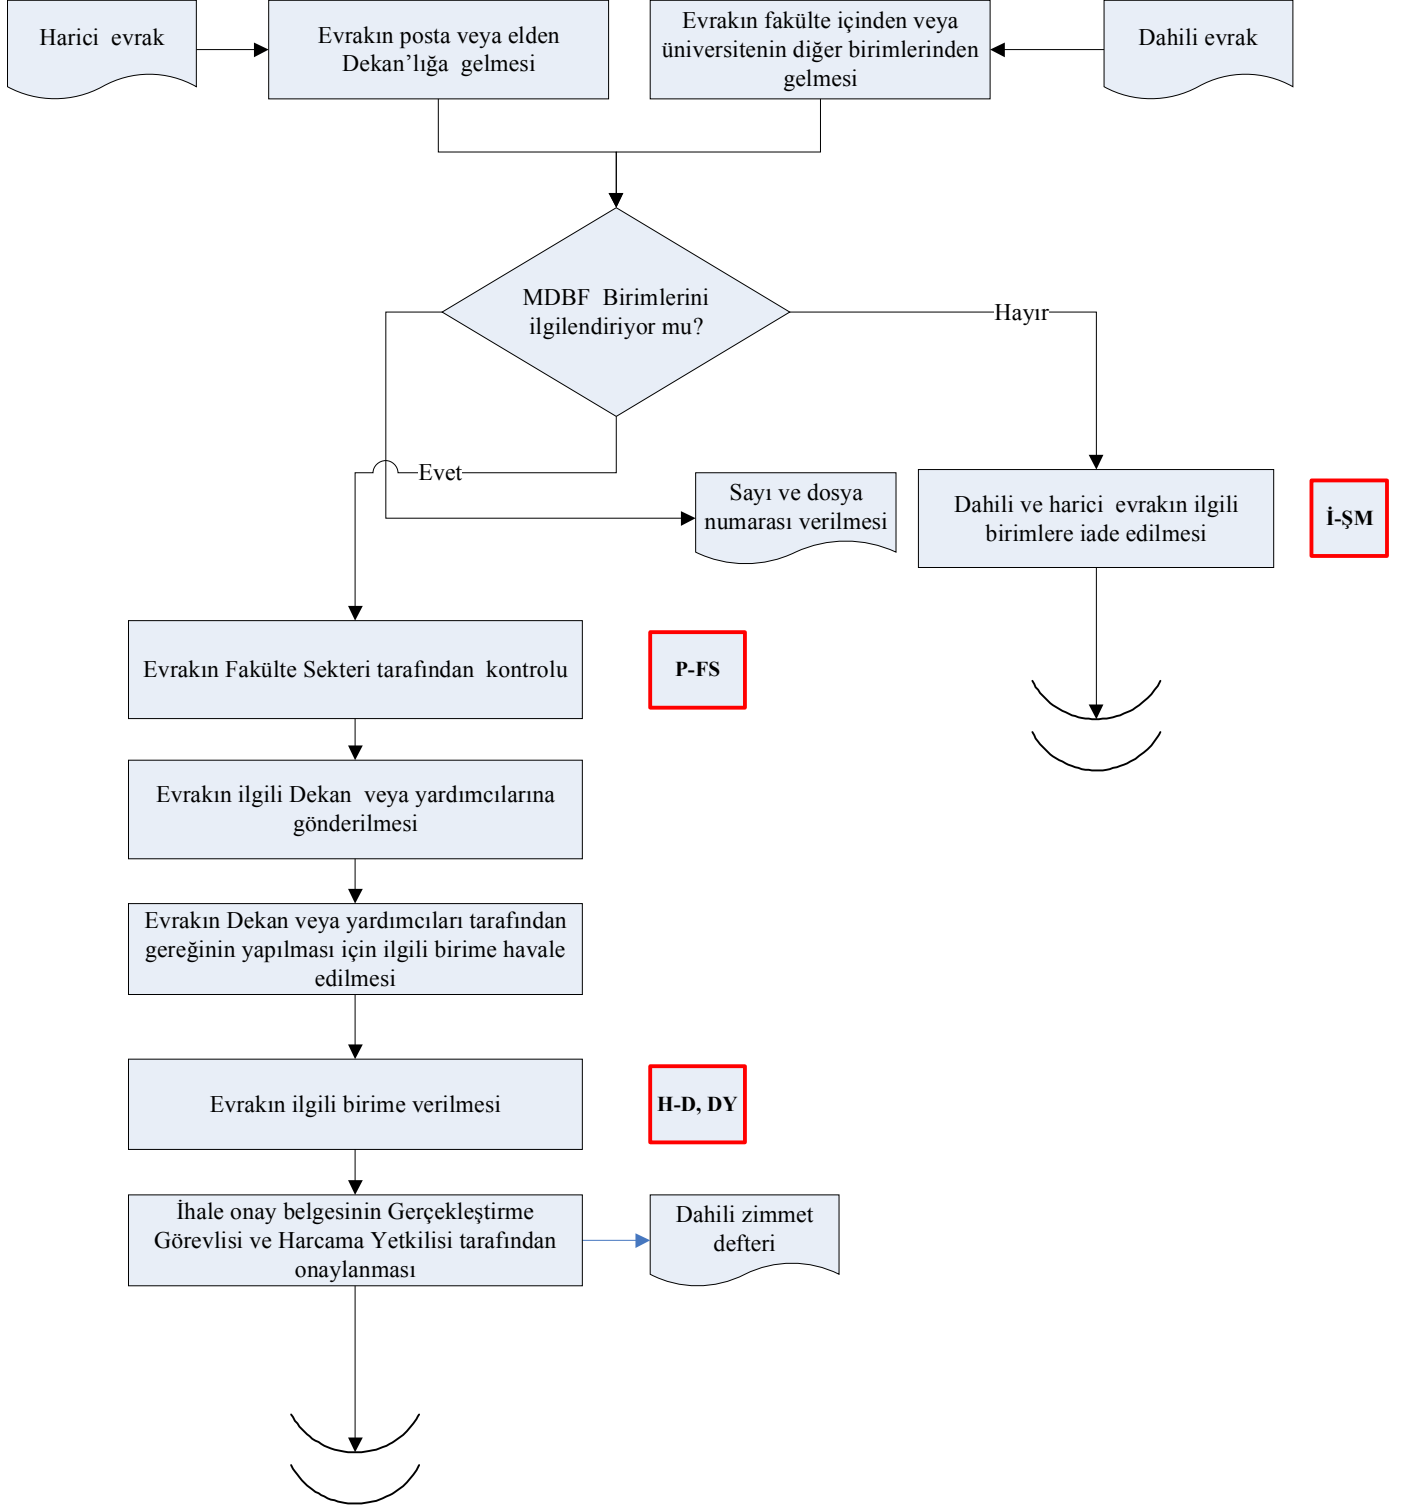 Harici evrak
Evrakın posta veya elden
Dekan’lığa gelmesi
Evrakın fakülte içinden veya
üniversitenin diğer birimlerinden
gelmesi
Dahili evrak
MDBF Birimlerini
ilgilendiriyor mu?
Hayır
Evet
Sayı ve dosya
numarası verilmesi
Dahili ve harici evrakın ilgili
birimlere iade edilmesi
İ-ŞM
Evrakın Fakülte Sekteri tarafından kontrolu
P-FS
Evrakın ilgili Dekan veya yardımcılarına
gönderilmesi
Evrakın Dekan veya yardımcıları tarafından
gereğinin yapılması için ilgili birime havale
edilmesi
Evrakın ilgili birime verilmesi
H-D, DY
İhale onay belgesinin Gerçekleştirme
Görevlisi ve Harcama Yetkilisi tarafından
onaylanması
Dahili zimmet
defteri